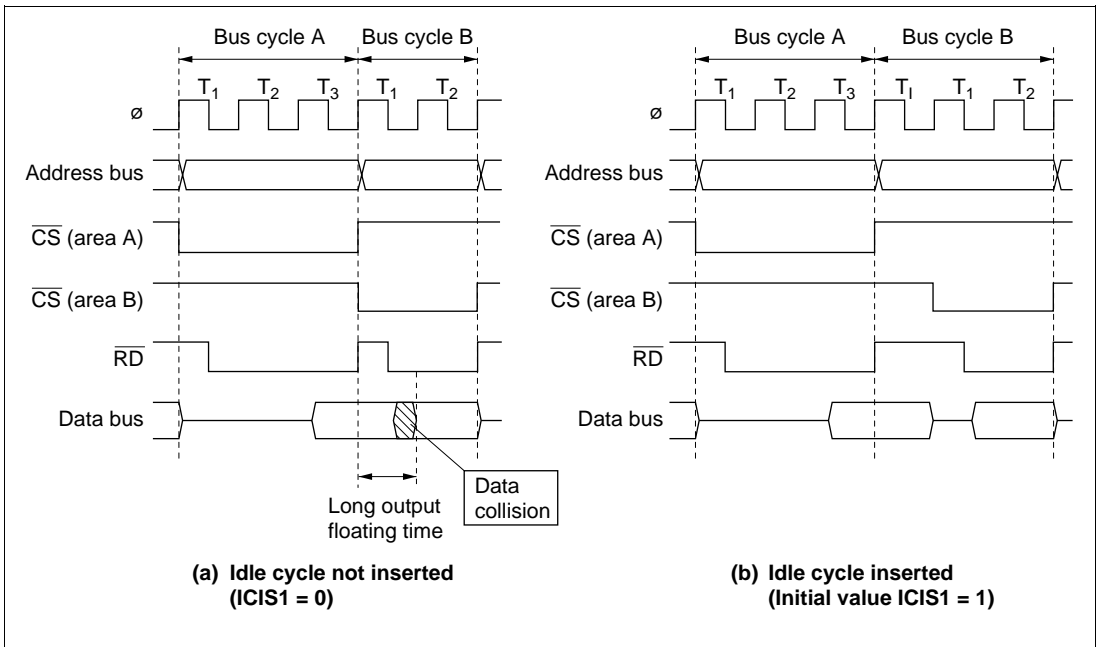 Bus cycle A Bus cycle B
T1 T2 T3 T1 T2
ø
Address bus
CS (area A)
CS (area B)
RD
Data bus
Long output
floating time
Data
collision
(a) Idle cycle not inserted
(ICIS1 = 0)
Bus cycle A Bus cycle B
T1 T2 T3 TI T1 T2
ø
Address bus
CS (area A)
CS (area B)
RD
Data bus
(b) Idle cycle inserted
(Initial value ICIS1 = 1)